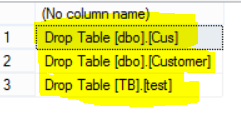 (No column name)
1 Drop Table [dbo].[Cus]
2 Drop Table [dbo].[Customer]
3 Drop Table [TB].[test]